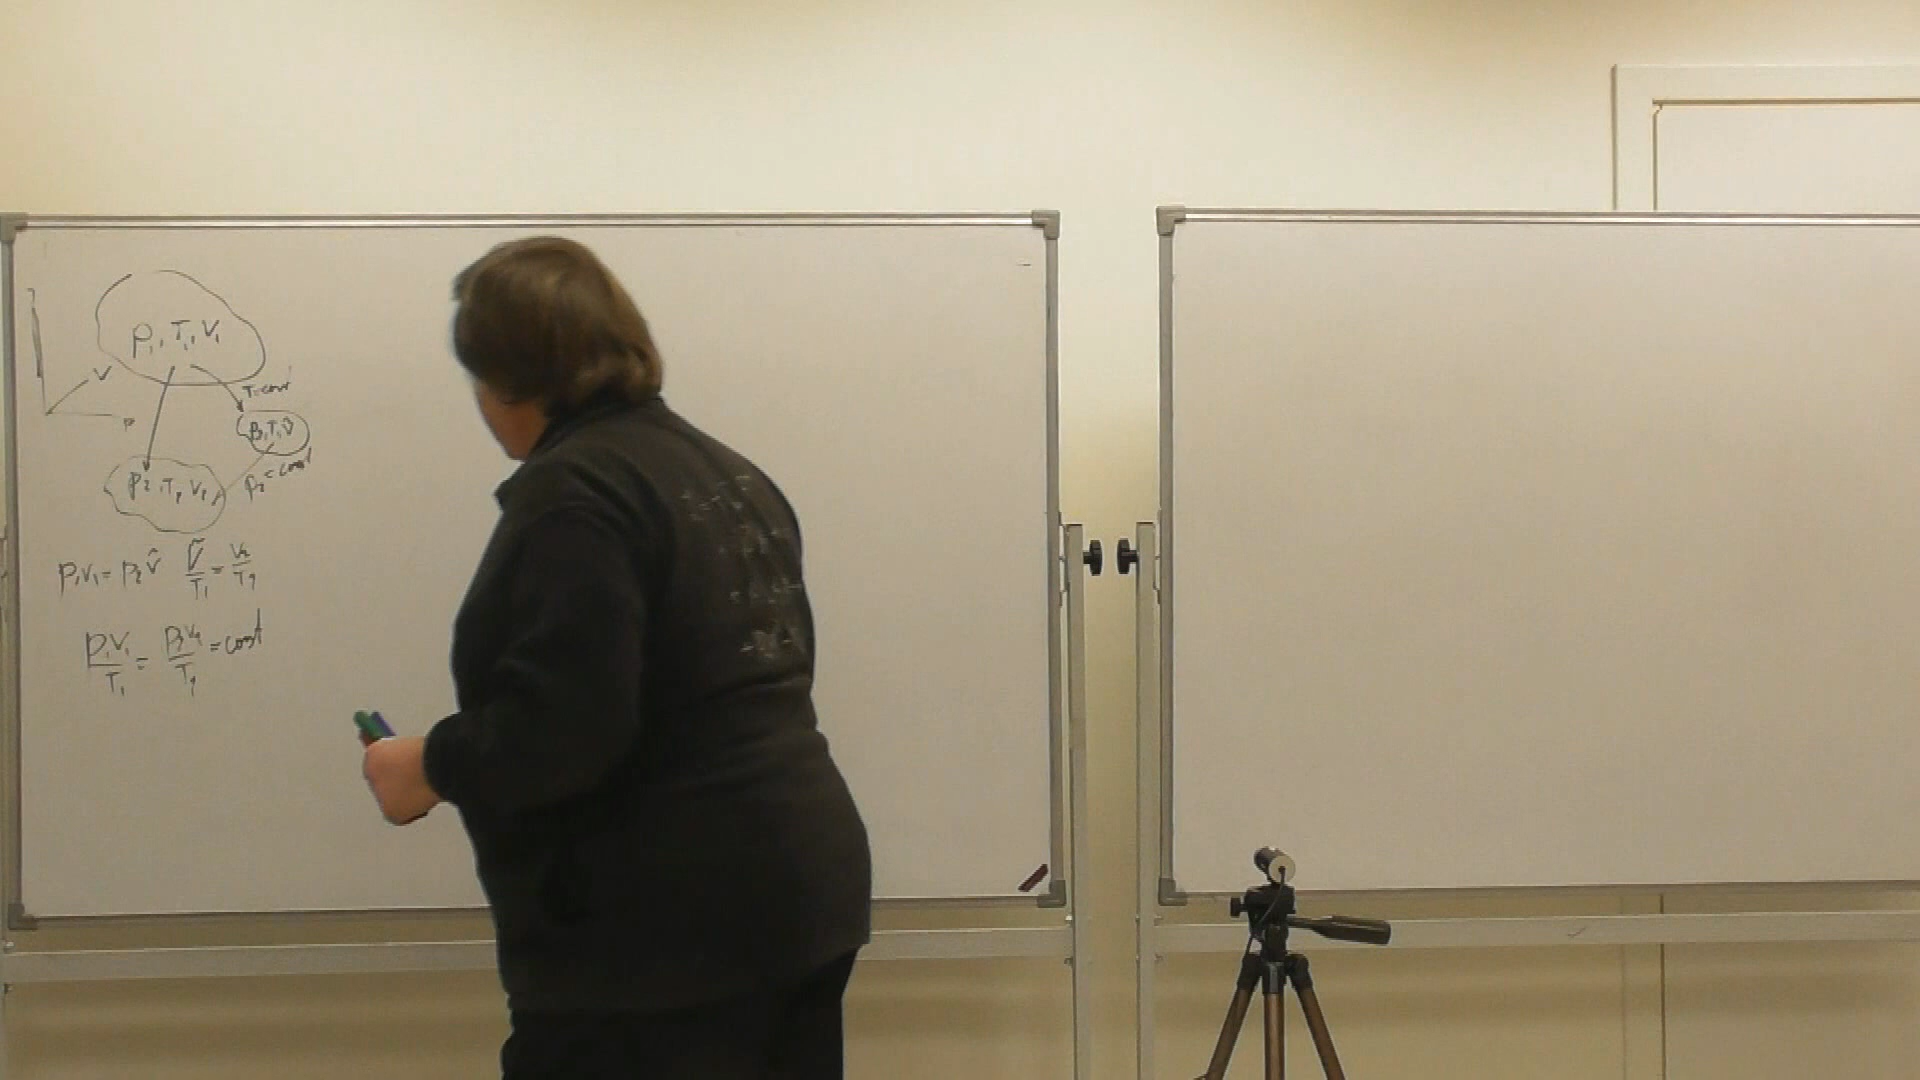 p₁, T₁, V₁
V
T=const
p
p₂, T₁, Ṽ
p₂=const
p₂, T₂, V₂
p₁V₁ = p₂Ṽ Ṽ/T₁ = V₂/T₂
p₁V₁/T₁ = p₂V₂/T₂ = const